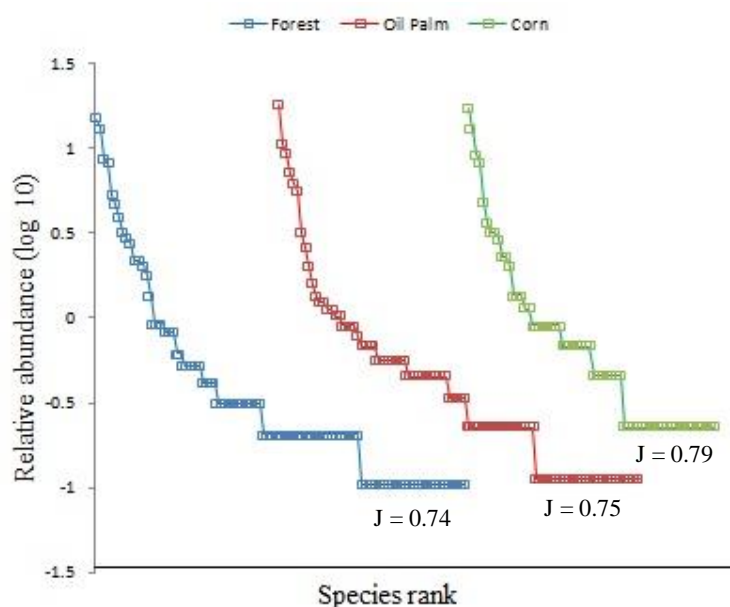 Forest Oil Palm Corn
1.5
1
0.5
0
-0.5
-1
-1.5
Relative abundance (log 10)
J = 0.74
J = 0.75
J = 0.79
Species rank